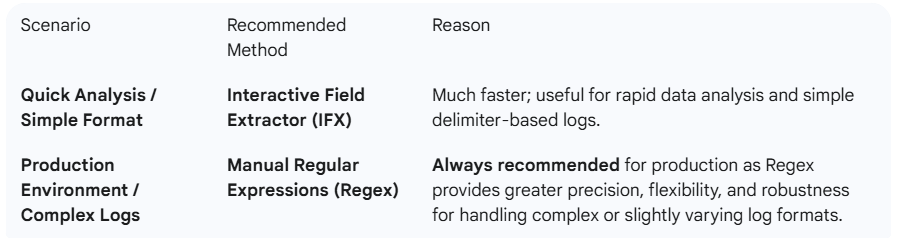 Scenario
Recommended
Method
Reason
Quick Analysis /
Simple Format
Interactive Field
Extractor (IFX)
Much faster; useful for rapid data analysis and simple
delimiter-based logs.
Production
Environment /
Complex Logs
Manual Regular
Expressions (Regex)
Always recommended for production as Regex
provides greater precision, flexibility, and robustness
for handling complex or slightly varying log formats.